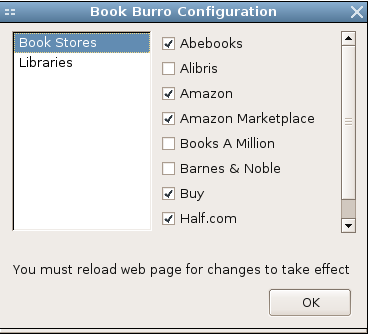 Book Burro Configuration
Book Stores
Libraries
Abebooks
Alibris
Amazon
Amazon Marketplace
Books A Million
Barnes & Noble
Buy
Half.com
You must reload web page for changes to take effect
OK